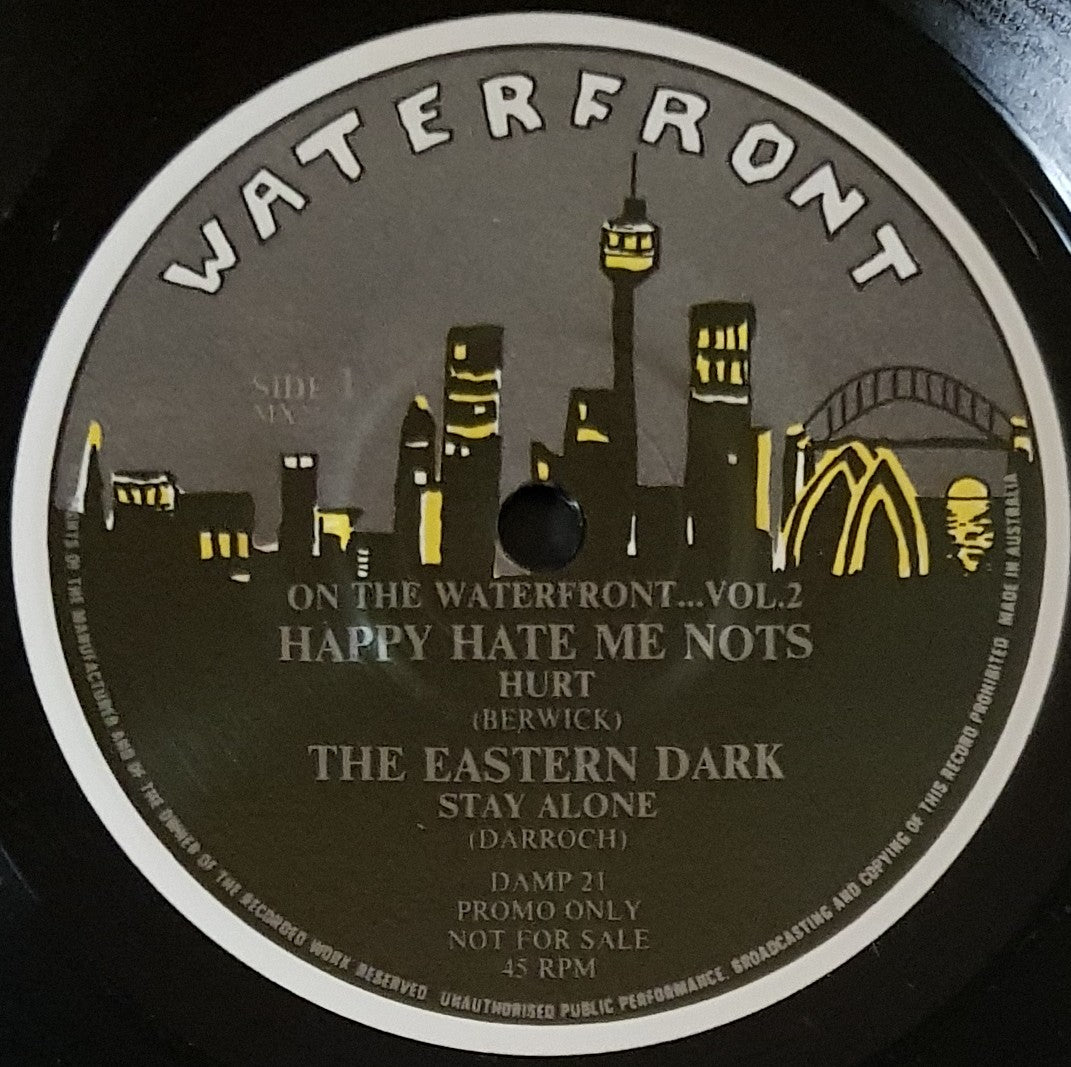 WATERFRONT
SIDE 1
MX
ON THE WATERFRONT...VOL.2
HAPPY HATE ME NOTS
HURT
(BERWICK)
THE EASTERN DARK
STAY ALONE
(DARROCH)
DAMP 21
PROMO ONLY
NOT FOR SALE
45 RPM
OF THE MANUFACTURER AND OF THE OWNER OF THE RECORDED WORK RESERVED UNAUTHORISED PUBLIC PERFORMANCE, BROADCASTING AND COPYING OF THIS RECORD PROHIBITED MADE IN AUSTRALIA